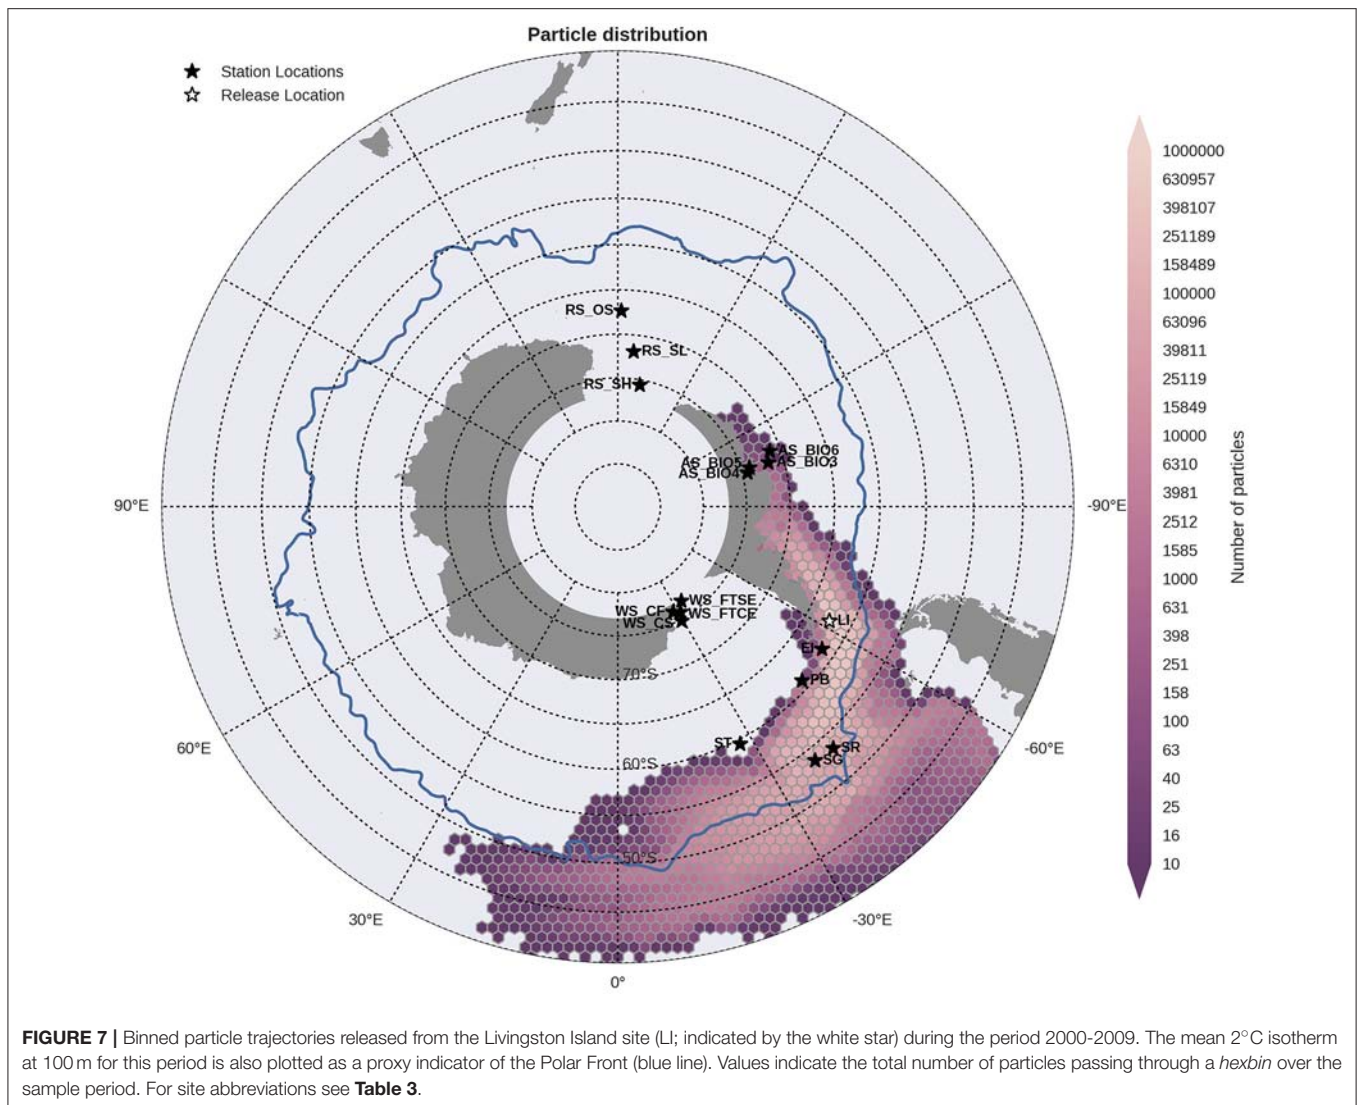 Particle distribution
Station Locations
Release Location
RS_OS
RS_SL
RS_SH
AS_BIO6
AS_BIO5
AS_BIO3
AS_BIO4
90°E
-90°E
WS_FTSE
WS_CF
WS_FTCE
WS_CS
LI
EI
70°S
PB
ST
SR
60°E
-60°E
60°S
SG
50°S
30°E
-30°E
0°
1000000
630957
398107
251189
158489
100000
63096
39811
25119
15849
10000
6310
3981
2512
1585
1000
631
398
251
158
100
63
40
25
16
10
Number of particles
FIGURE 7 | Binned particle trajectories released from the Livingston Island site (LI; indicated by the white star) during the period 2000-2009. The mean 2°C isotherm
at 100 m for this period is also plotted as a proxy indicator of the Polar Front (blue line). Values indicate the total number of particles passing through a hexbin over the
sample period. For site abbreviations see Table 3.